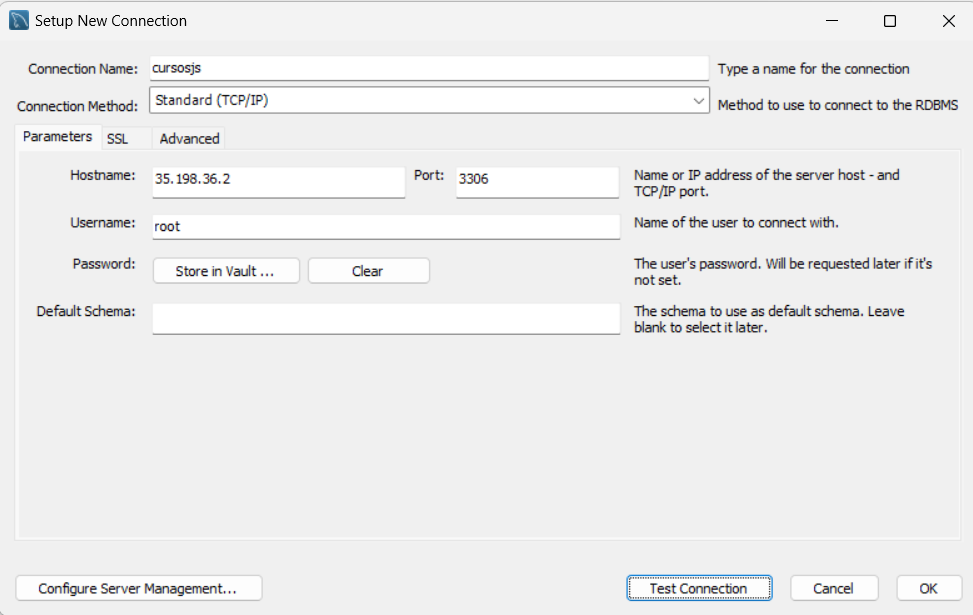 Setup New Connection
Connection Name: cursosjs Type a name for the connection
Connection Method: Standard (TCP/IP) Method to use to connect to the RDBMS
Parameters SSL Advanced
Hostname: 35.198.36.2 Port: 3306 Name or IP address of the server host - and
TCP/IP port.
Username: root Name of the user to connect with.
Password: Store in Vault ... Clear The user's password. Will be requested later if it's
not set.
Default Schema: The schema to use as default schema. Leave
blank to select it later.
Configure Server Management... Test Connection Cancel OK